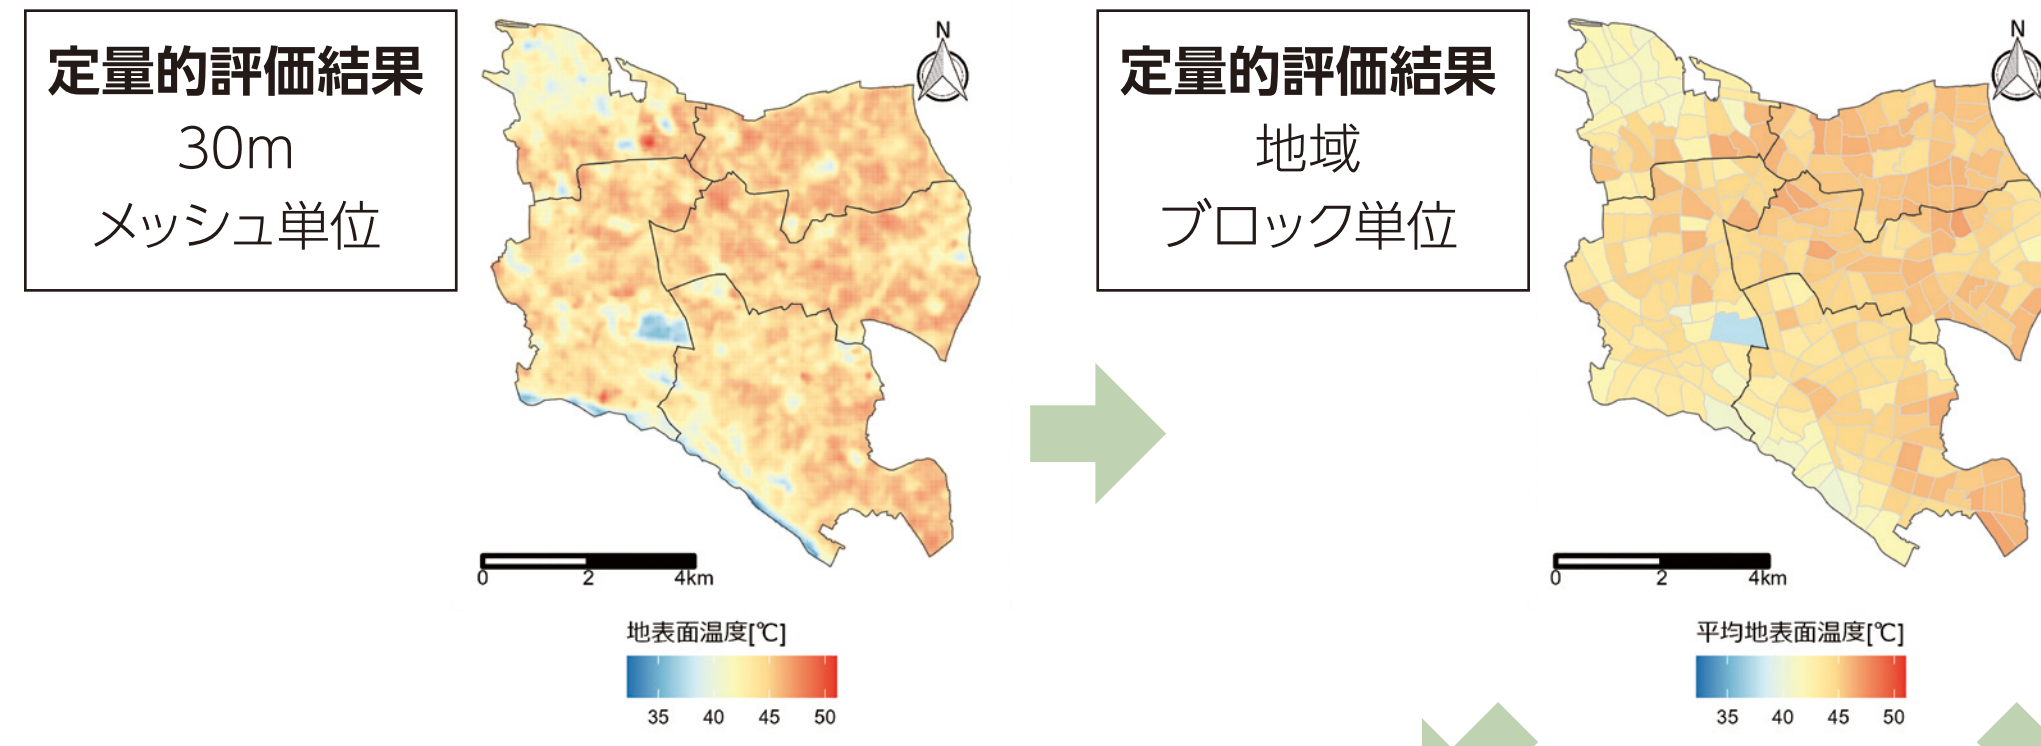 定量的評価結果
30m
メッシュ単位
N
0 2 4km
地表面温度[℃]
35 40 45 50
定量的評価結果
地域
ブロック単位
N
0 2 4km
平均地表面温度[℃]
35 40 45 50